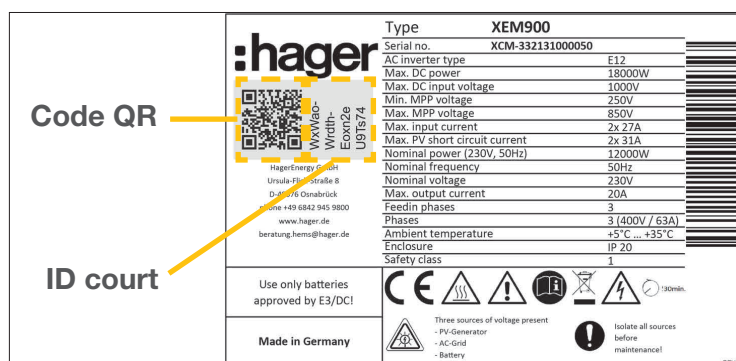 Code QR
ID court
:hager
WxWao-
Wrdth-
Eoxn2e
U9Ts74
HagerEnergy GmbH
Ursula-Flick-Straße 8
D-49076 Osnabrück
phone +49 6842 945 9800
www.hager.de
beratung.hems@hager.de
Use only batteries
approved by E3/DC!
Made in Germany
Type XEM900
Serial no. XCM-332131000050
AC inverter type E12
Max. DC power 18000W
Max. DC input voltage 1000V
Min. MPP voltage 250V
Max. MPP voltage 850V
Max. input current 2x 27A
Max. PV short circuit current 2x 31A
Nominal power (230V, 50Hz) 12000W
Nominal frequency 50Hz
Nominal voltage 230V
Max. output current 20A
Feedin phases 3
Phases 3 (400V / 63A)
Ambient temperature +5°C ... +35°C
Enclosure IP 20
Safety class 1
CE
!30min.
Three sources of voltage present
- PV-Generator
- AC-Grid
- Battery
Isolate all sources
before
maintenance!